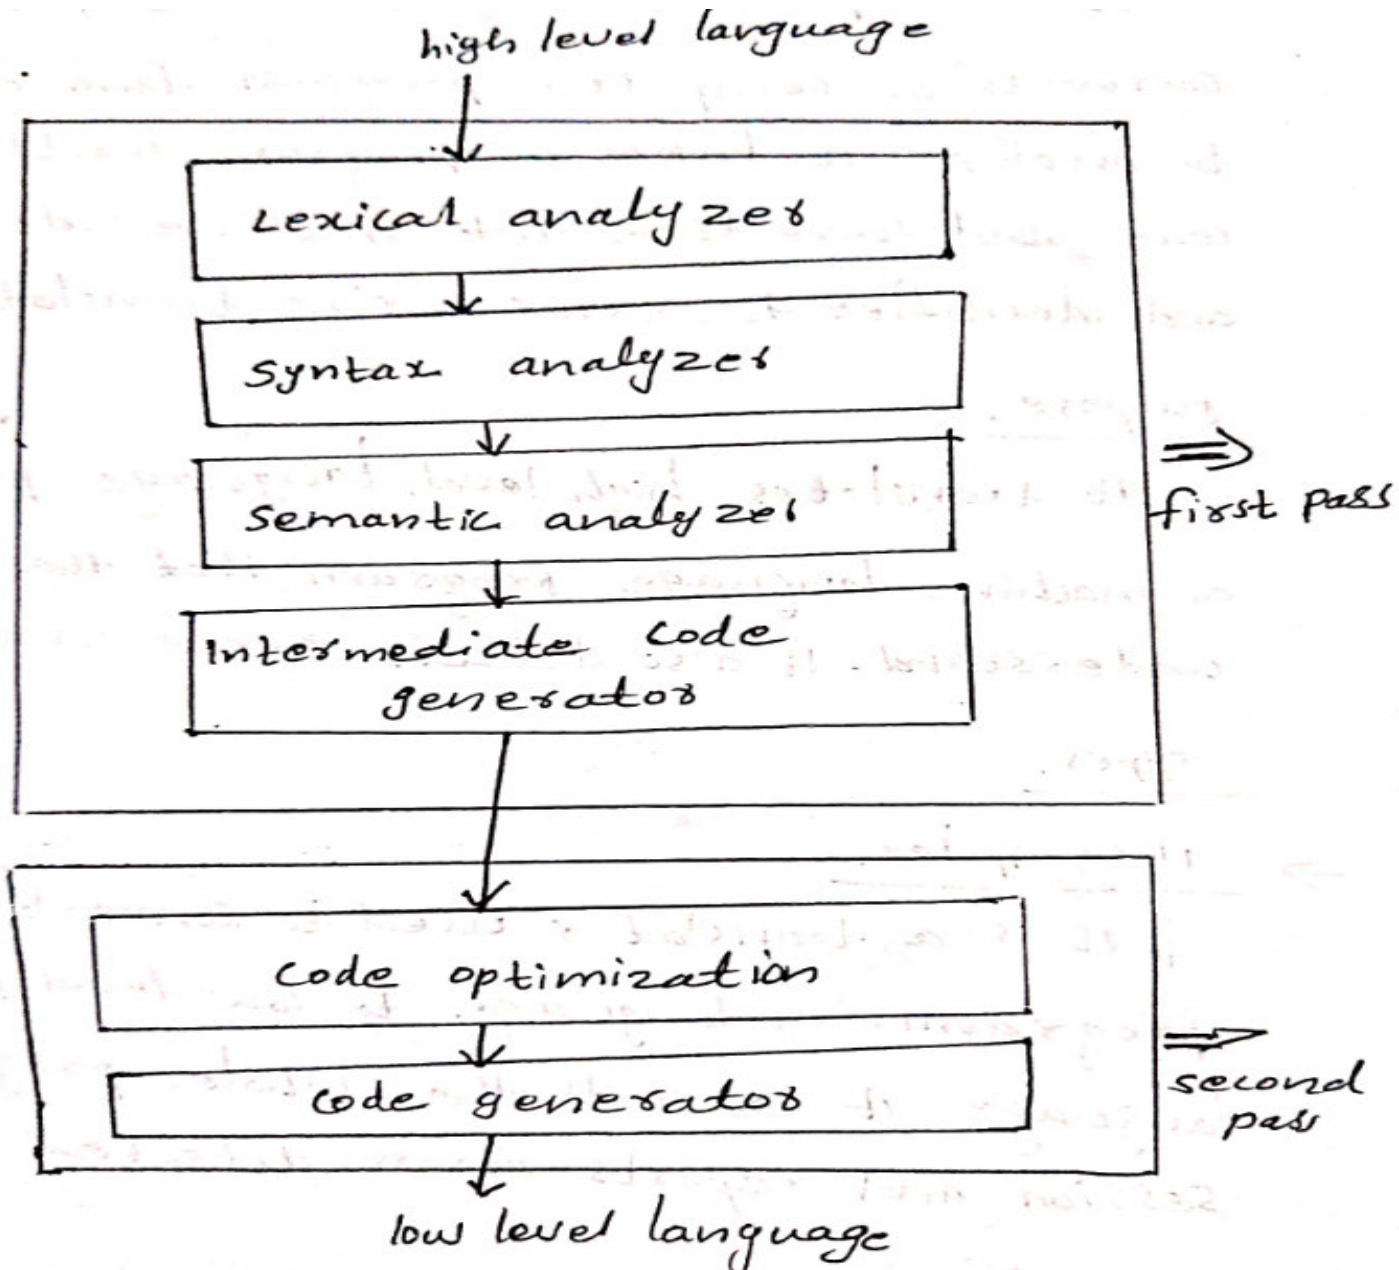 high level language
Lexical analyzer
Syntax analyzer
Semantic analyzer
first pass
Intermediate code
generator
Code optimization
Code generator
second
pass
low level language